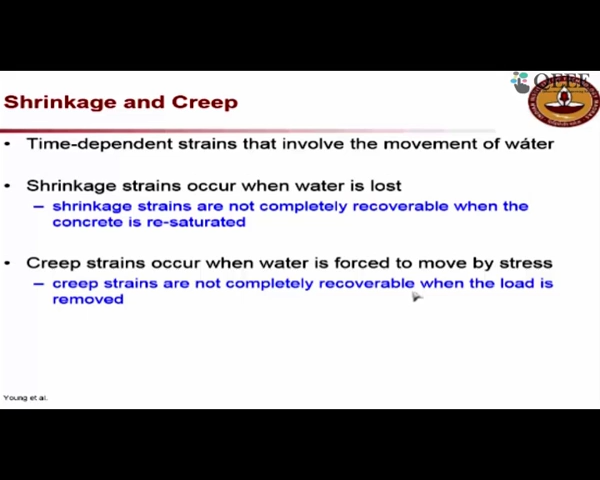 QEEE
Shrinkage and Creep
• Time-dependent strains that involve the movement of water
• Shrinkage strains occur when water is lost
– shrinkage strains are not completely recoverable when the
concrete is re-saturated
• Creep strains occur when water is forced to move by stress
– creep strains are not completely recoverable when the load is
removed
Young et al.